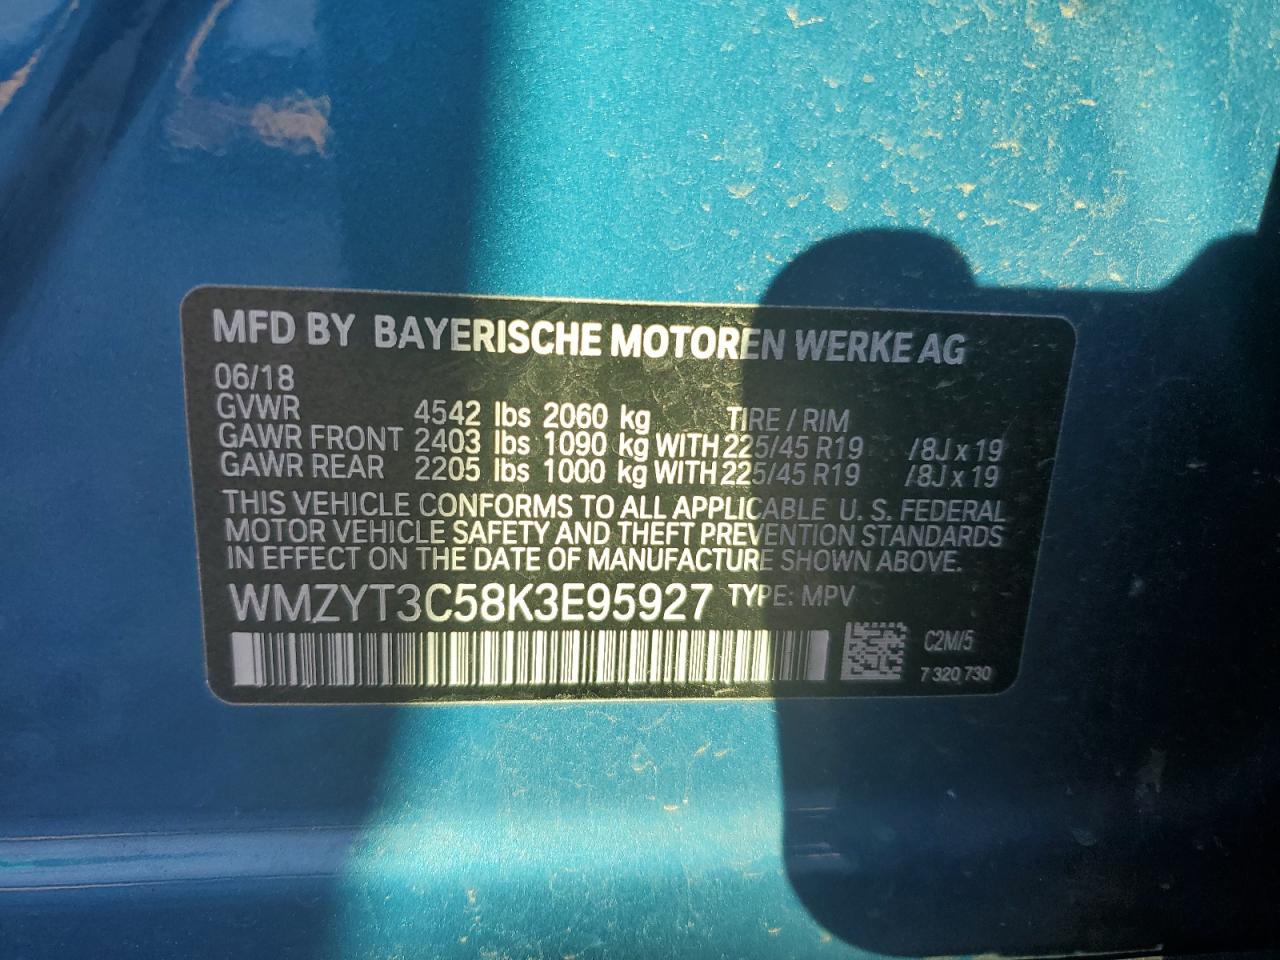 MFD BY BAYERISCHE MOTOREN WERKE AG
06/18
GVWR 4542 lbs 2060 kg TIRE / RIM
GAWR FRONT 2403 lbs 1090 kg WITH 225/45 R19 /8J x 19
GAWR REAR 2205 lbs 1000 kg WITH 225/45 R19 /8J x 19
THIS VEHICLE CONFORMS TO ALL APPLICABLE U. S. FEDERAL
MOTOR VEHICLE SAFETY AND THEFT PREVENTION STANDARDS
IN EFFECT ON THE DATE OF MANUFACTURE SHOWN ABOVE.
WMZYT3C58K3E95927 TYPE: MPV
C2M/5
7 320 730